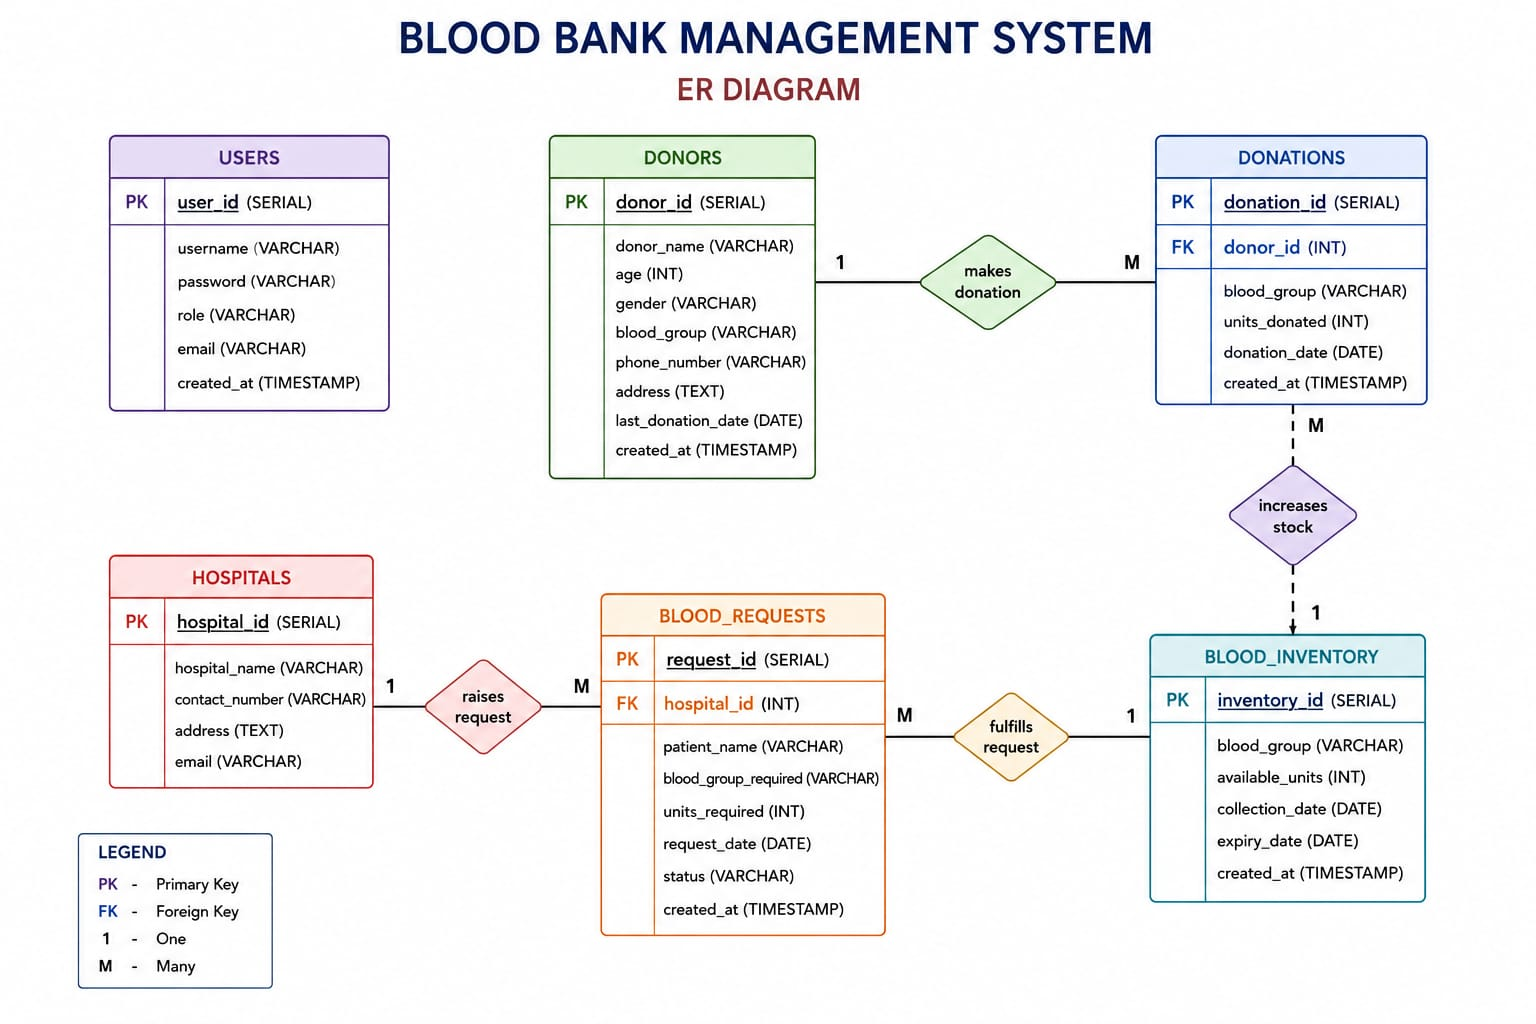 BLOOD BANK MANAGEMENT SYSTEM
ER DIAGRAM
USERS
PK user_id (SERIAL)
username (VARCHAR)
password (VARCHAR)
role (VARCHAR)
email (VARCHAR)
created_at (TIMESTAMP)
DONORS
PK donor_id (SERIAL)
donor_name (VARCHAR)
age (INT)
gender (VARCHAR)
blood_group (VARCHAR)
phone_number (VARCHAR)
address (TEXT)
last_donation_date (DATE)
created_at (TIMESTAMP)
1
makes
donation
M
DONATIONS
PK donation_id (SERIAL)
FK donor_id (INT)
blood_group (VARCHAR)
units_donated (INT)
donation_date (DATE)
created_at (TIMESTAMP)
M
increases
stock
1
HOSPITALS
PK hospital_id (SERIAL)
hospital_name (VARCHAR)
contact_number (VARCHAR)
address (TEXT)
email (VARCHAR)
1
raises
request
M
BLOOD_REQUESTS
PK request_id (SERIAL)
FK hospital_id (INT)
patient_name (VARCHAR)
blood_group_required (VARCHAR)
units_required (INT)
request_date (DATE)
status (VARCHAR)
created_at (TIMESTAMP)
M
fulfills
request
1
BLOOD_INVENTORY
PK inventory_id (SERIAL)
blood_group (VARCHAR)
available_units (INT)
collection_date (DATE)
expiry_date (DATE)
created_at (TIMESTAMP)
LEGEND
PK - Primary Key
FK - Foreign Key
1 - One
M - Many